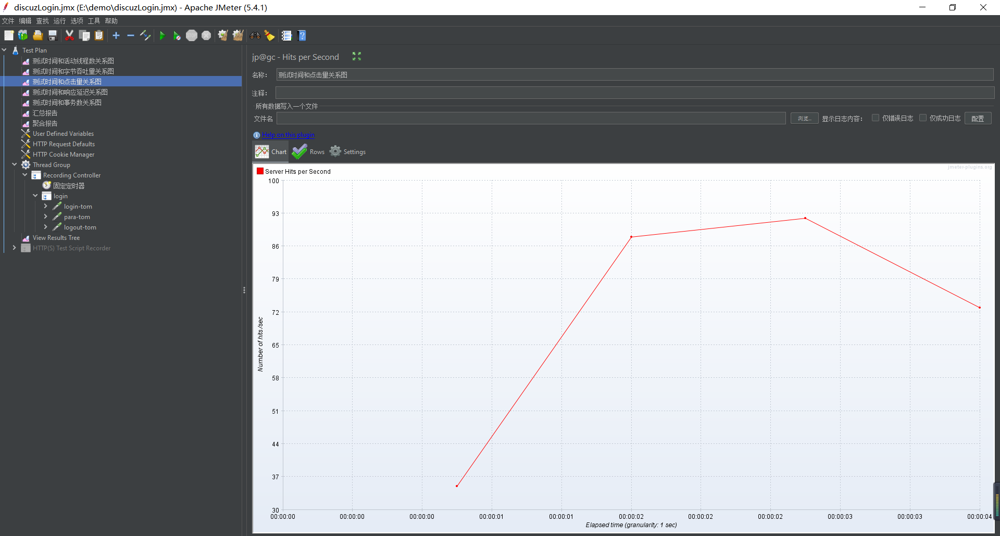 discuzLogin.jmx (E:\demo\discuzLogin.jmx) - Apache JMeter (5.4.1)
文件 编辑 查找 运行 选项 工具 帮助
Test Plan
测试时间和活动线程数关系图
测试时间和字节吞吐量关系图
测试时间和点击量关系图
测试时间和响应延迟关系图
测试时间和事务数关系图
汇总报告
聚合报告
User Defined Variables
HTTP Request Defaults
HTTP Cookie Manager
Thread Group
Recording Controller
固定定时器
login
login-tom
para-tom
logout-tom
View Results Tree
HTTP(S) Test Script Recorder
jp@gc - Hits per Second
名称： 测试时间和点击量关系图
注释：
所有数据写入一个文件
文件名 浏览... 显示日志内容： 仅错误日志 仅成功日志 配置
Help on this plugin
Chart Rows Settings
Server Hits per Second
jmeter-plugins.org
100
93
86
79
72
65
58
51
44
37
30
Number of hits /sec
00:00:00 00:00:00 00:00:00 00:00:01 00:00:01 00:00:02 00:00:02 00:00:02 00:00:03 00:00:03 00:00:04
Elapsed time (granularity: 1 sec)